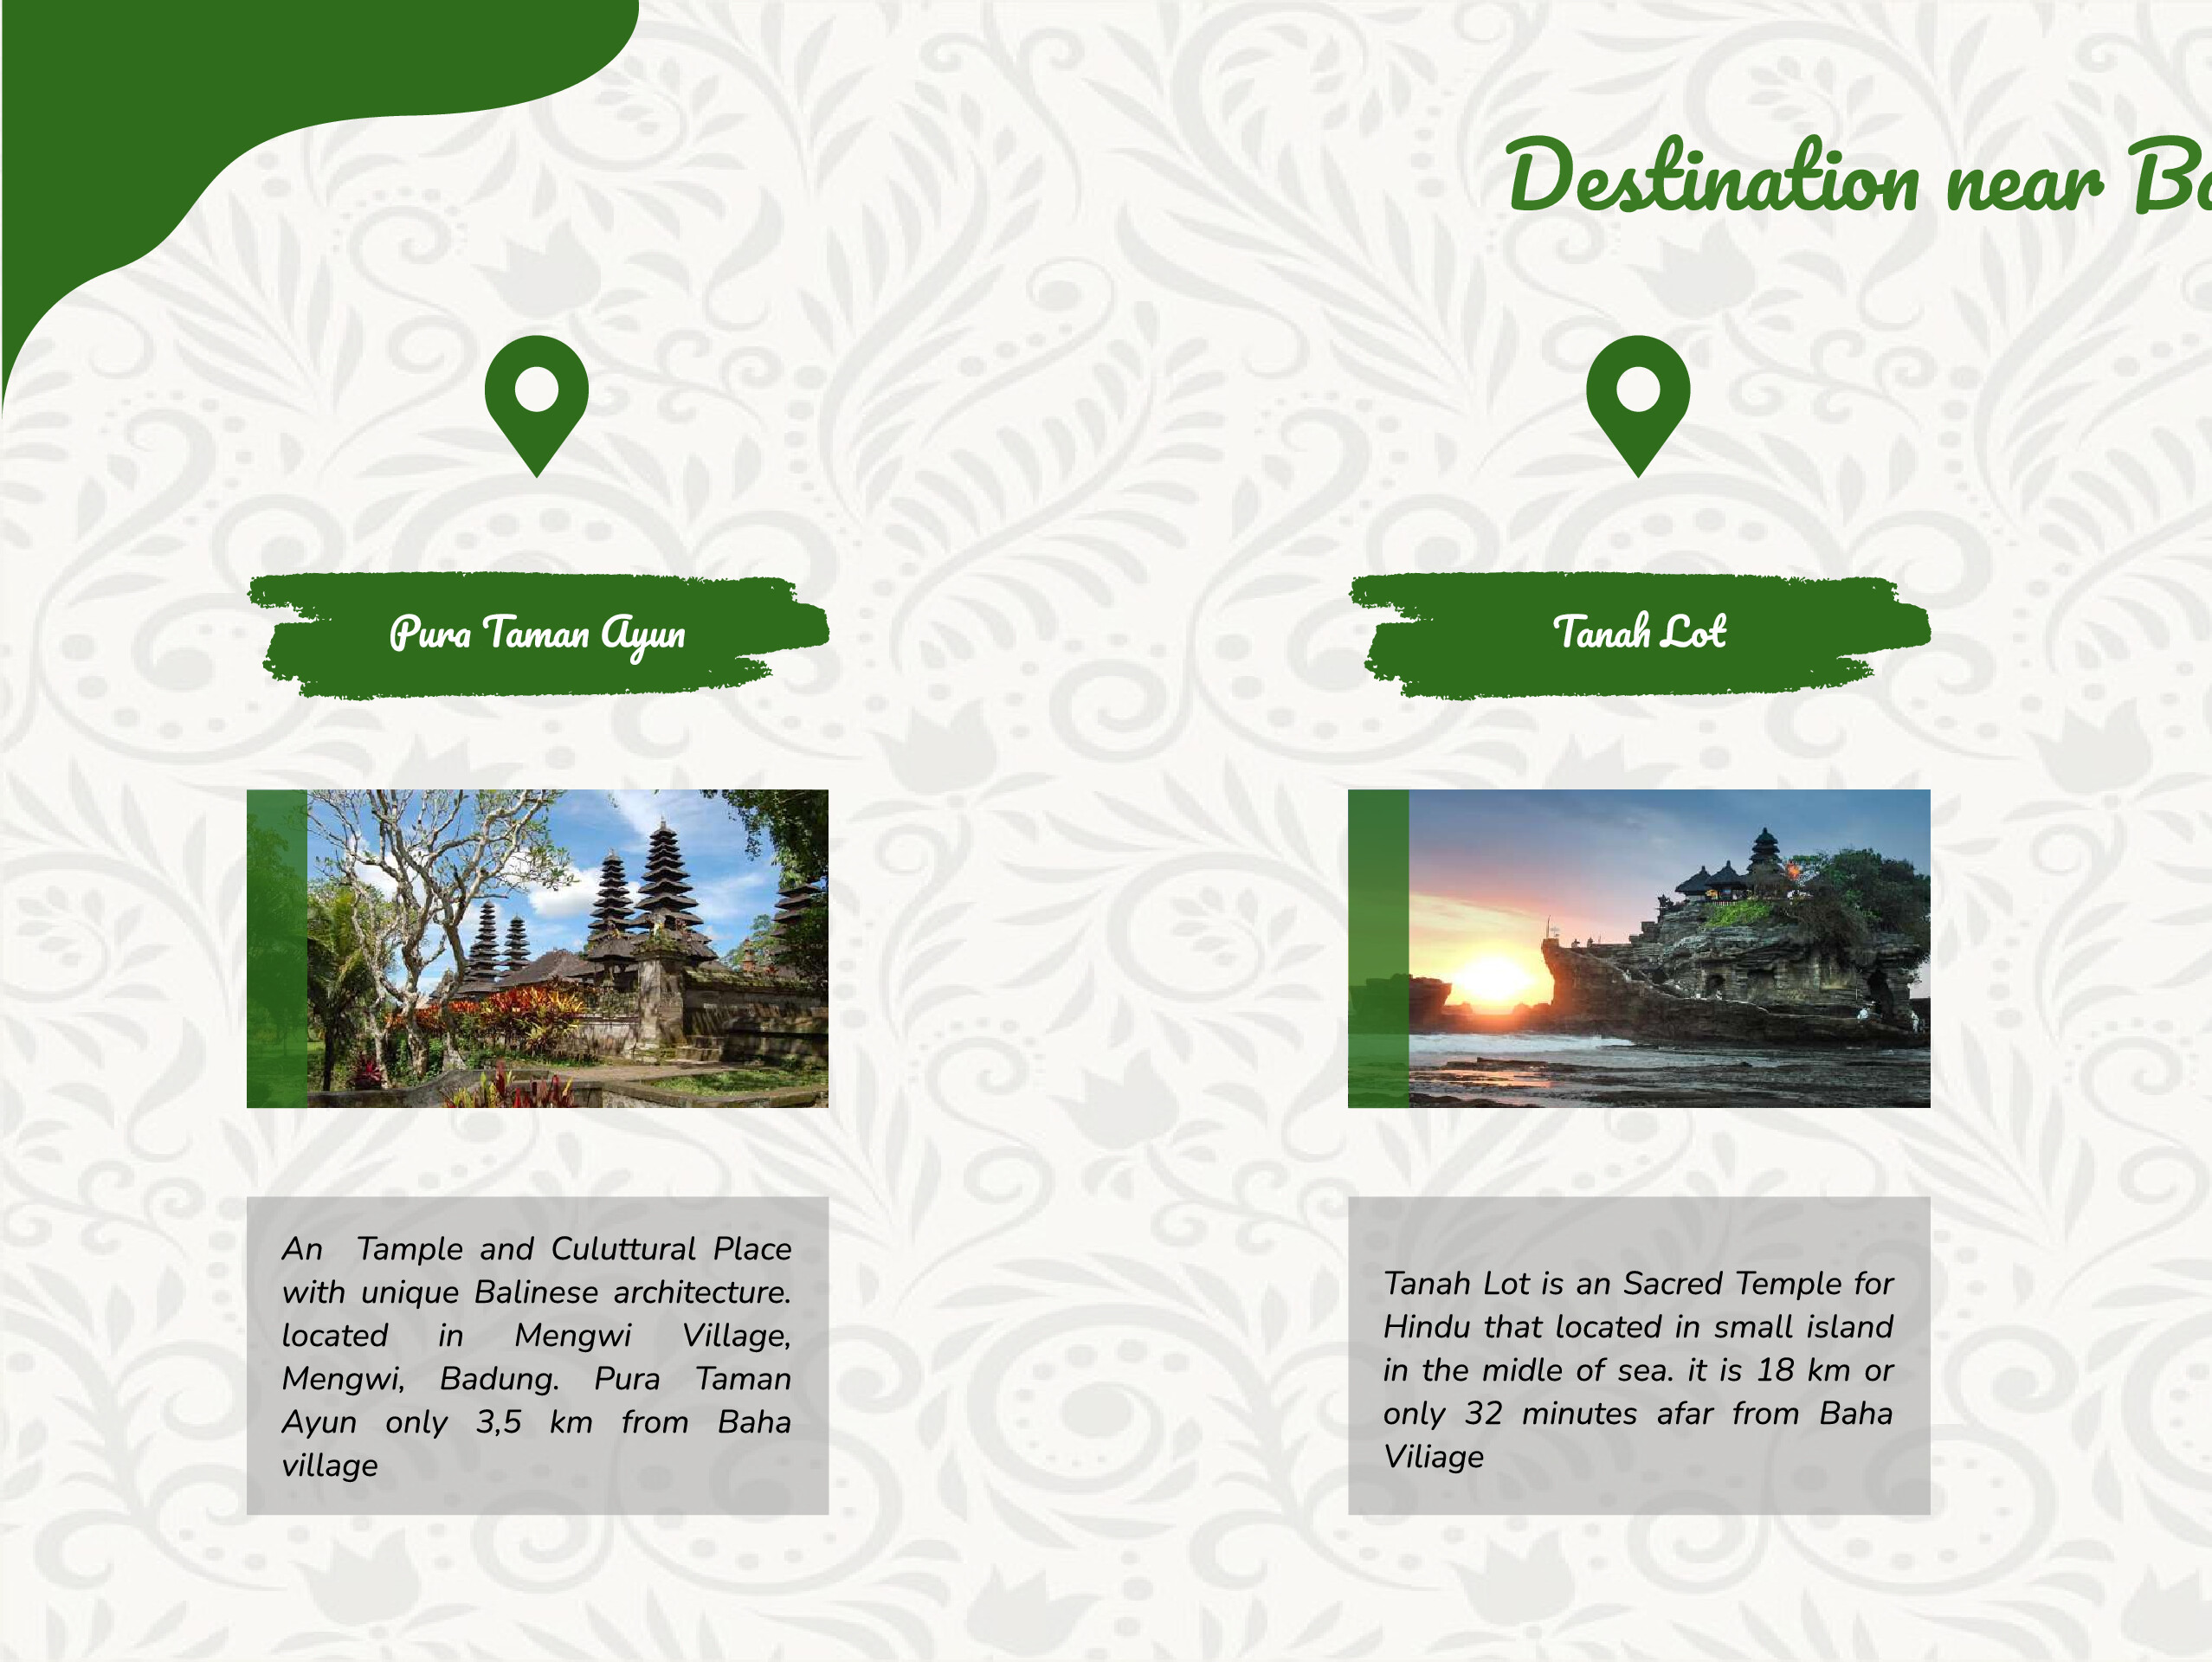 Destination near
Pura Taman Ayun
Tanah Lot
An Tample and Culuttural Place
with unique Balinese architecture.
located in Mengwi Village,
Mengwi, Badung. Pura Taman
Ayun only 3,5 km from Baha
village
Tanah Lot is an Sacred Temple for
Hindu that located in small island
in the midle of sea. it is 18 km or
only 32 minutes afar from Baha
Viliage